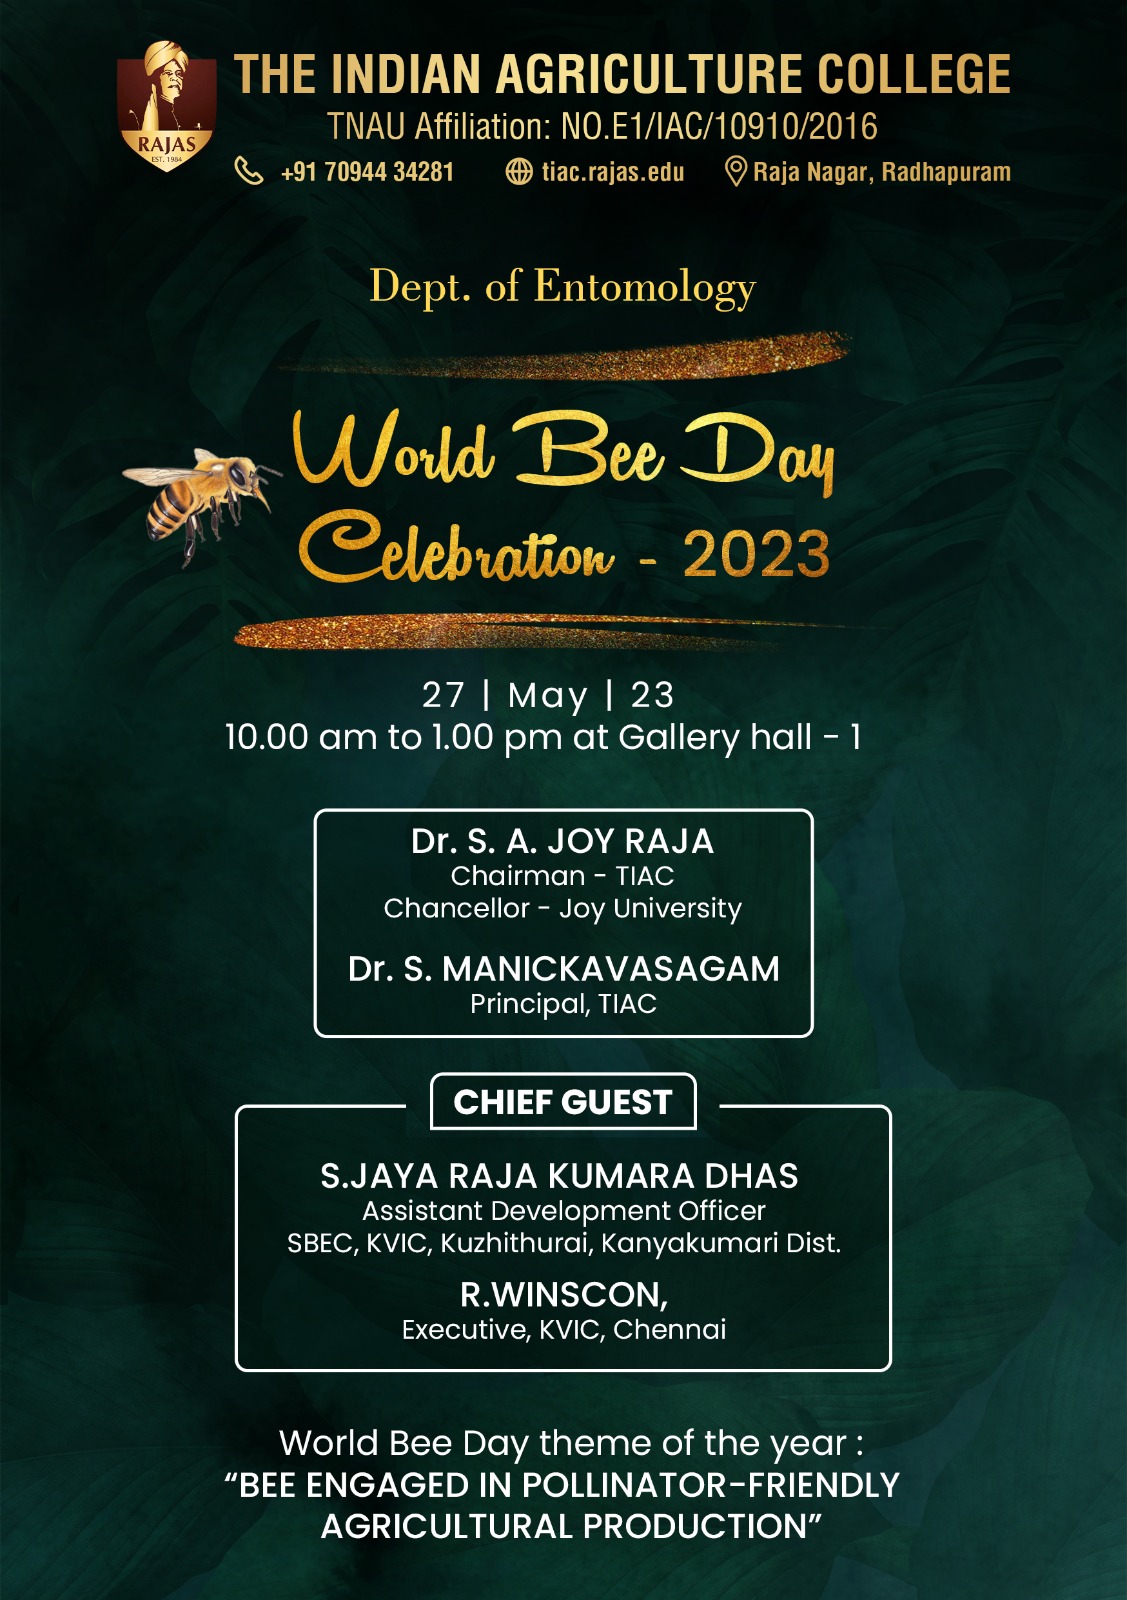 RAJAS
EST. 1984
THE INDIAN AGRICULTURE COLLEGE
TNAU Affiliation: NO.E1/IAC/10910/2016
+91 70944 34281 tiac.rajas.edu Raja Nagar, Radhapuram
Dept. of Entomology
World Bee Day
Celebration - 2023
27 | May | 23
10.00 am to 1.00 pm at Gallery hall - 1
Dr. S. A. JOY RAJA
Chairman - TIAC
Chancellor - Joy University
Dr. S. MANICKAVASAGAM
Principal, TIAC
CHIEF GUEST
S.JAYA RAJA KUMARA DHAS
Assistant Development Officer
SBEC, KVIC, Kuzhithurai, Kanyakumari Dist.
R.WINSCON,
Executive, KVIC, Chennai
World Bee Day theme of the year :
“BEE ENGAGED IN POLLINATOR-FRIENDLY
AGRICULTURAL PRODUCTION”